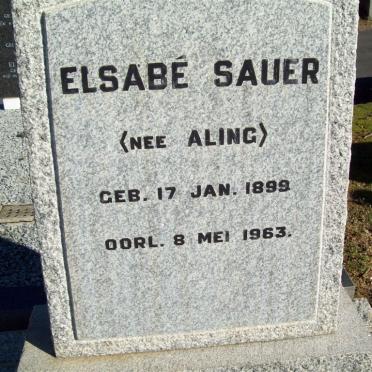 ELSABÉ SAUER
(NEE ALING)
GEB. 17 JAN. 1899
OORL. 8 MEI 1963.